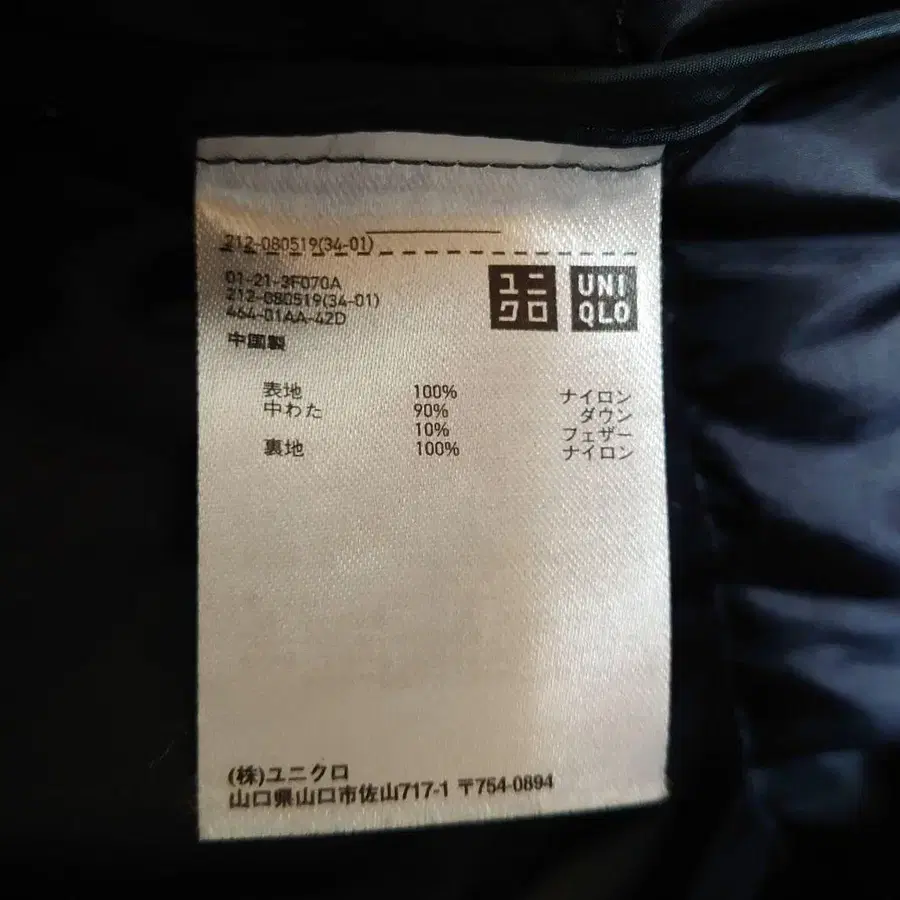 212-080519(34-01)
01-21-3F070A
212-080519(34-01)
464-01AA-42D
中国製
ユニ
クロ
UNI
QLO
表地 100% ナイロン
中わた 90% ダウン
10% フェザー
裏地 100% ナイロン
(株)ユニクロ
山口県山口市佐山717-1 〒754-0894